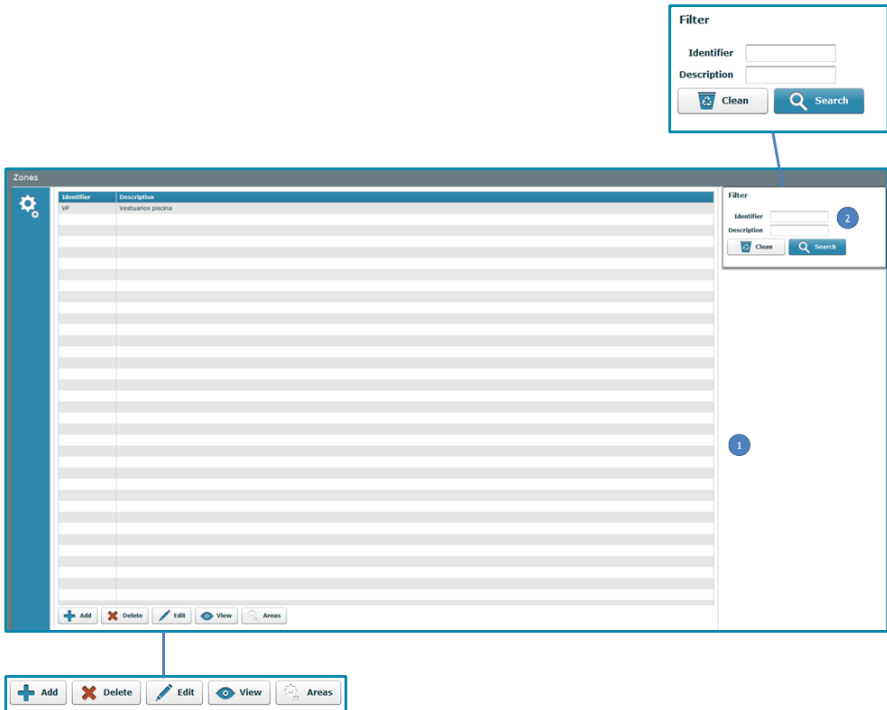 Filter
Identifier
Description
Clean Search
Zones
Identifier Description
VP Vestuarios piscina
Filter
Identifier
2
Description
Clean Search
1
Add Delete Edit View Areas
Add Delete Edit View Areas